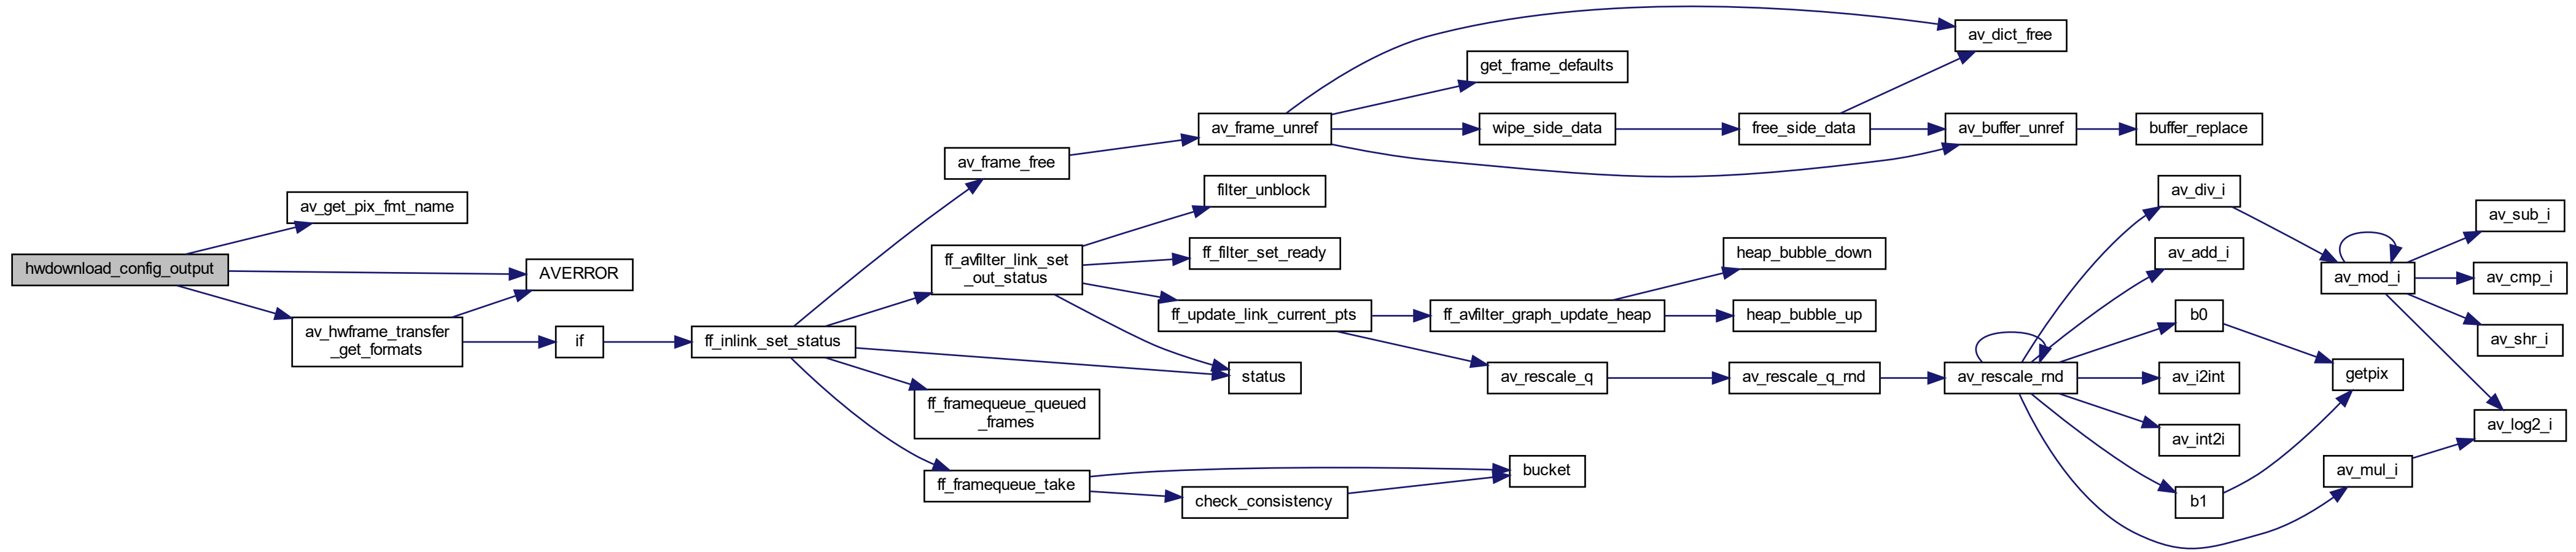 hwdownload_config_output
av_get_pix_fmt_name
AVERROR
av_hwframe_transfer
_get_formats
if
ff_inlink_set_status
av_frame_free
ff_avfilter_link_set
_out_status
ff_framequeue_queued
_frames
ff_framequeue_take
av_frame_unref
filter_unblock
ff_filter_set_ready
ff_update_link_current_pts
status
check_consistency
bucket
get_frame_defaults
wipe_side_data
ff_avfilter_graph_update_heap
av_rescale_q
free_side_data
heap_bubble_down
heap_bubble_up
av_rescale_q_rnd
av_dict_free
av_buffer_unref
av_rescale_rnd
buffer_replace
av_div_i
av_add_i
b0
av_i2int
av_int2i
b1
av_mod_i
getpix
av_mul_i
av_sub_i
av_cmp_i
av_shr_i
av_log2_i